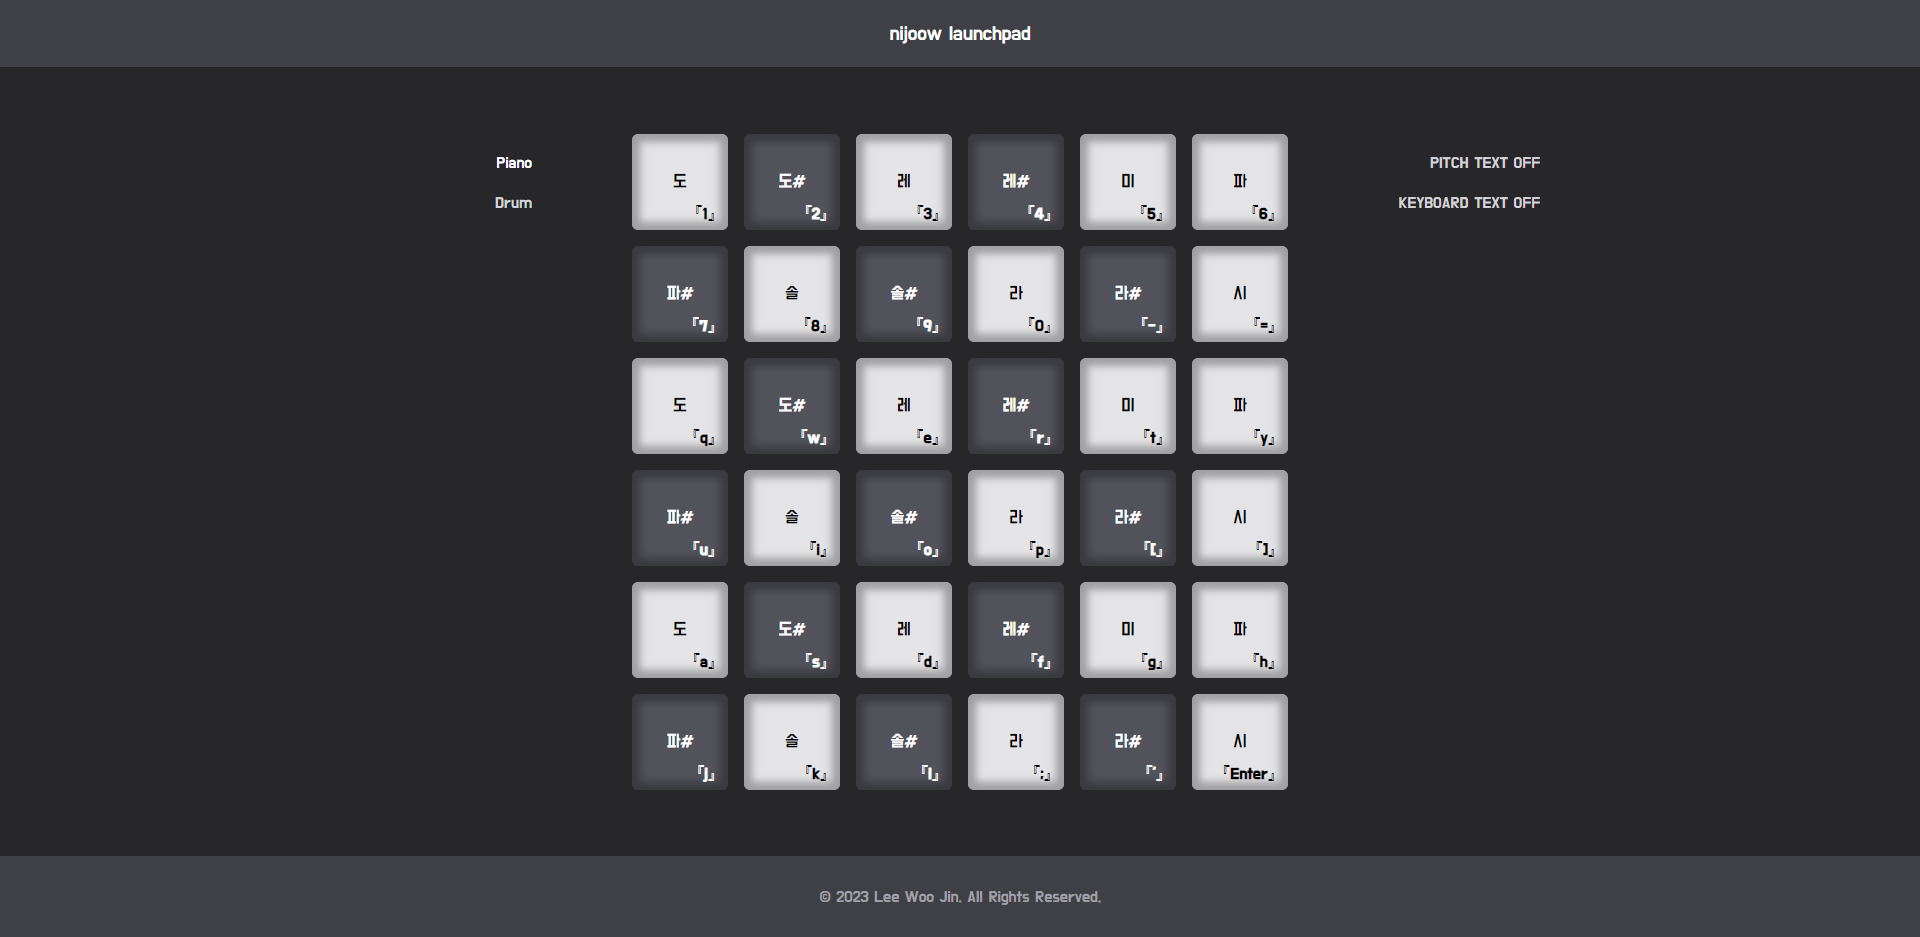 nijoow launchpad
Piano
Drum
도 도# 레 레# 미 파
『1』 『2』 『3』 『4』 『5』 『6』
파# 솔 솔# 라 라# 시
『7』 『8』 『9』 『0』 『-』 『=』
도 도# 레 레# 미 파
『q』 『w』 『e』 『r』 『t』 『y』
파# 솔 솔# 라 라# 시
『u』 『i』 『o』 『p』 『[』 『]』
도 도# 레 레# 미 파
『a』 『s』 『d』 『f』 『g』 『h』
파# 솔 솔# 라 라# 시
『j』 『k』 『l』 『;』 『'』 『Enter』
PITCH TEXT OFF
KEYBOARD TEXT OFF
© 2023 Lee Woo Jin. All Rights Reserved.